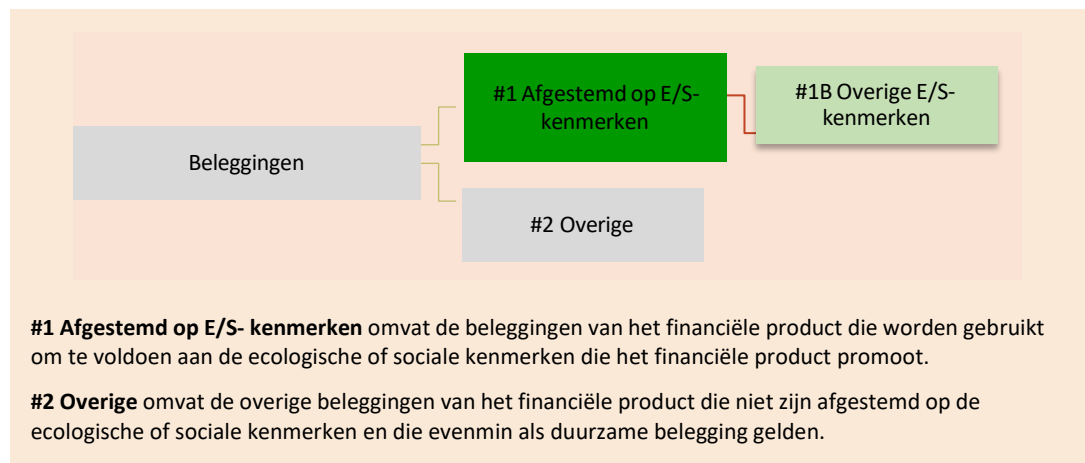 #1 Afgestemd op E/S-
kenmerken
#1B Overige E/S-
kenmerken
Beleggingen
#2 Overige
#1 Afgestemd op E/S- kenmerken omvat de beleggingen van het financiële product die worden gebruikt
om te voldoen aan de ecologische of sociale kenmerken die het financiële product promoot.
#2 Overige omvat de overige beleggingen van het financiële product die niet zijn afgestemd op de
ecologische of sociale kenmerken en die evenmin als duurzame belegging gelden.